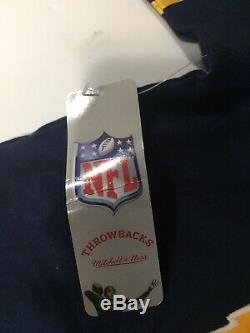 NFL
THROWBACKS
Mitchell & Ness